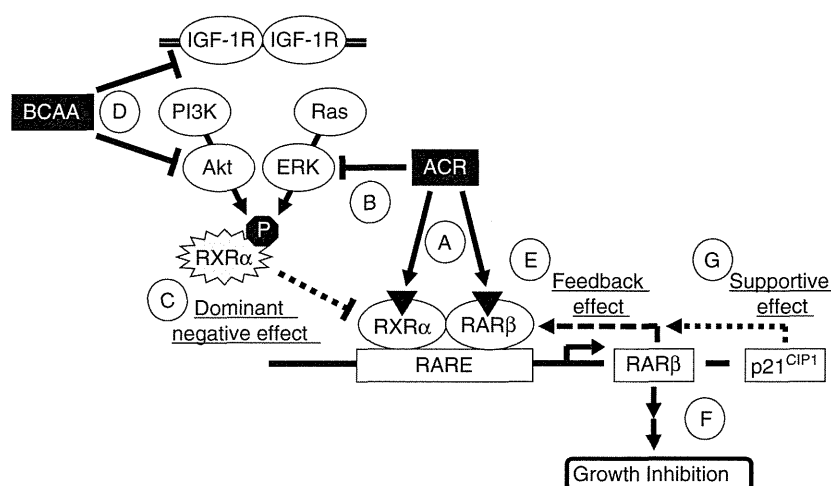 IGF-1R IGF-1R
BCAA
D
PI3K
Ras
Akt
ERK
ACR
B
P
RXRα
A
E
G
C
Dominant
negative effect
Feedback
effect
Supportive
effect
RXRα
RARβ
RARE
RARβ
p21CIP1
F
Growth Inhibition